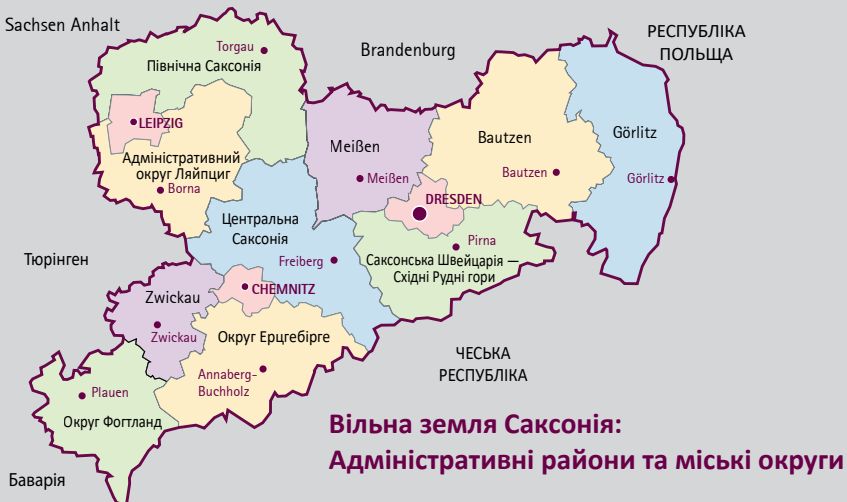 Sachsen Anhalt
Brandenburg
РЕСПУБЛІКА
ПОЛЬЩА
Torgau
Північна Саксонія
LEIPZIG
Адміністративний
округ Ляйпциг
Borna
Meißen
Meißen
Bautzen
Bautzen
Görlitz
Görlitz
DRESDEN
Центральна
Саксонія
Freiberg
Pirna
Саксонська Швейцарія —
Східні Рудні гори
Тюрінген
CHEMNITZ
Zwickau
Zwickau
Округ Ерцгебірге
Annaberg-
Buchholz
ЧЕСЬКА
РЕСПУБЛІКА
Plauen
Округ Фогтланд
Баварія
Вільна земля Саксонія:
Адміністративні райони та міські округи